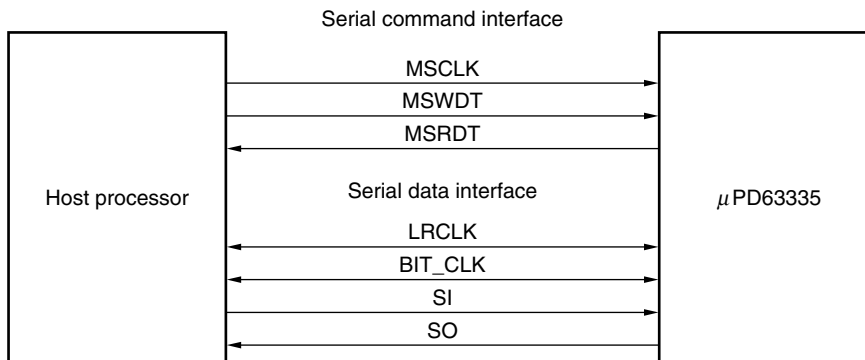 Serial command interface
MSCLK
MSWDT
MSRDT
Host processor
Serial data interface
μPD63335
LRCLK
BIT_CLK
SI
SO